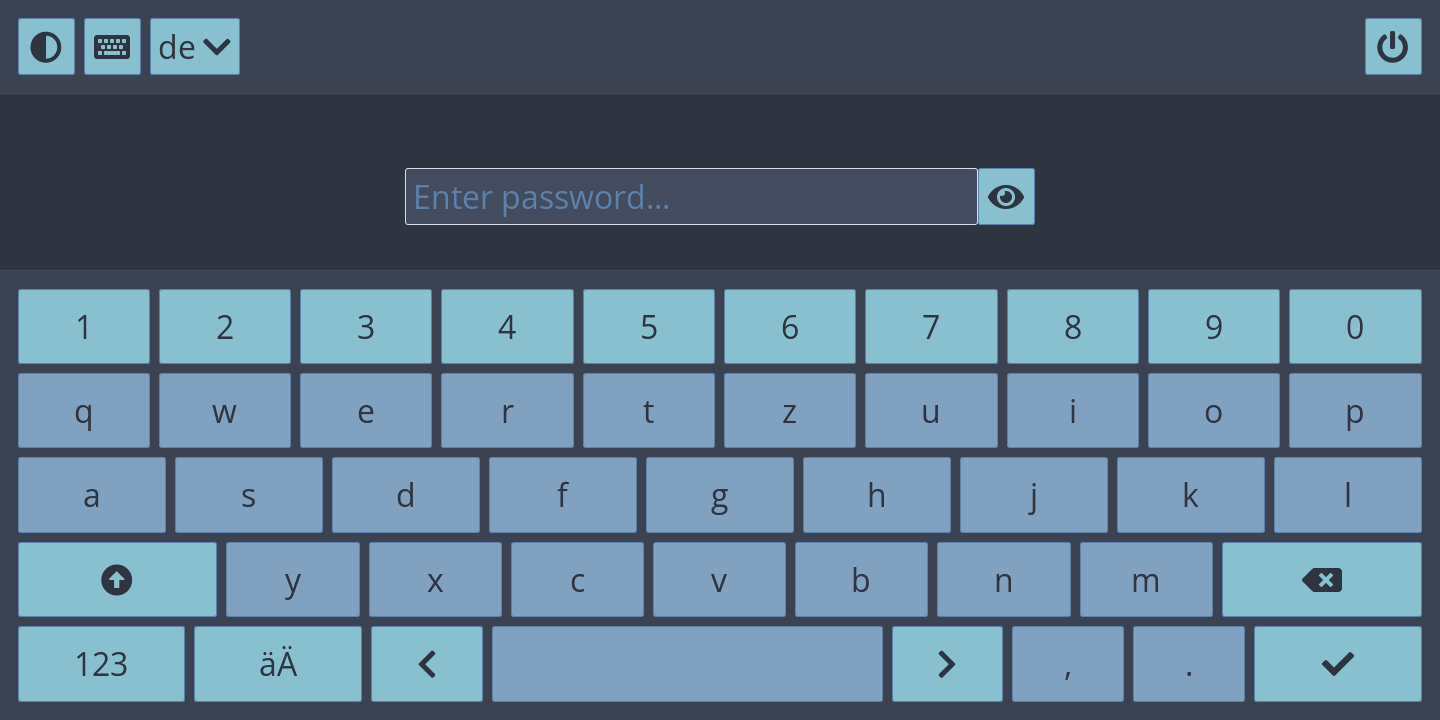 de
Enter password...
1 2 3 4 5 6 7 8 9 0
q w e r t z u i o p
a s d f g h j k l
y x c v b n m
123 äÄ , .